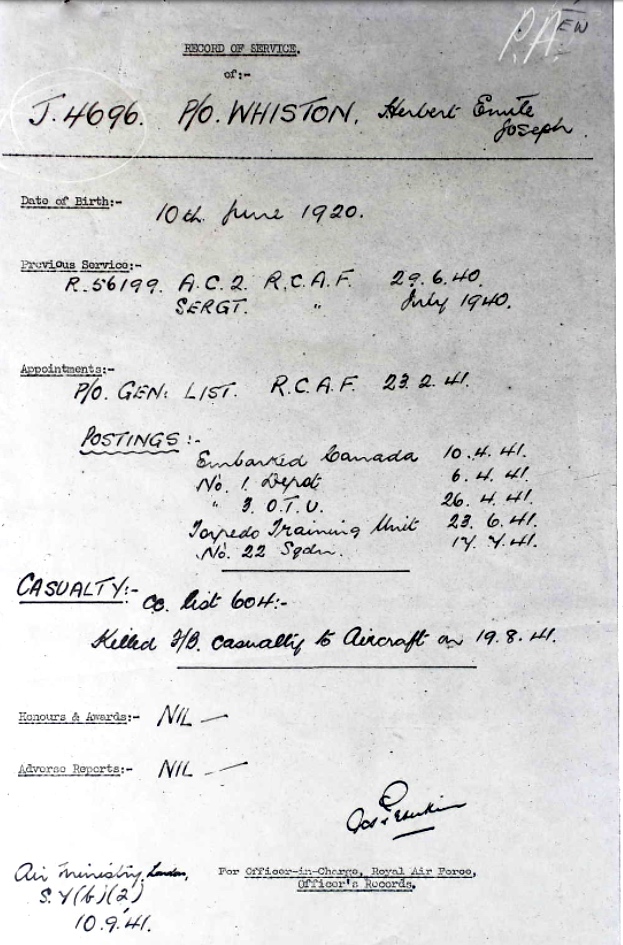 P.A.
EW
RECORD OF SERVICE.
of:-
J.4696. P/O. WHISTON, Herbert Emile
Joseph.
Date of Birth:- 10th June 1920.
Previous Service:-
R.56199. A.C.2. R.C.A.F. 29.6.40.
SERGT. " July 1940.
Appointments:-
P/O. GEN: LIST. R.C.A.F. 23.2.41.
POSTINGS:-
Embarked Canada 10.4.41.
No. 1 Depot 6.4.41.
" 3. O.T.U. 26.4.41.
Torpedo Training Unit 23.6.41.
No. 22 Sqdn. 17.7.41.
CASUALTY:- Co. list 604:-
Killed F/B. casualty to Aircraft on 19.8.41.
Honours & Awards:- NIL —
Adverse Reports:- NIL —
Air Ministry, London,
S.7(b)(2)
10.9.41.
For Officer-in-Charge, Royal Air Force,
Officer's Records.